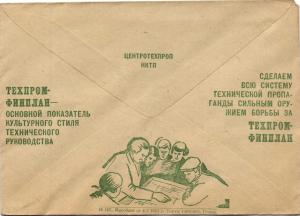 ЦЕНТРОТЕХПРОП
НКТП
ТЕХПРОМ-
ФИНПЛАН—
ОСНОВНОЙ ПОКАЗАТЕЛЬ
КУЛЬТУРНОГО СТИЛЯ
ТЕХНИЧЕСКОГО
РУКОВОДСТВА
СДЕЛАЕМ
ВСЮ СИСТЕМУ
ТЕХНИЧЕСКОЙ ПРОПА-
ГАНДЫ СИЛЬНЫМ ОРУ-
ЖИЕМ БОРЬБЫ ЗА
ТЕХПРОМ-
ФИНПЛАН